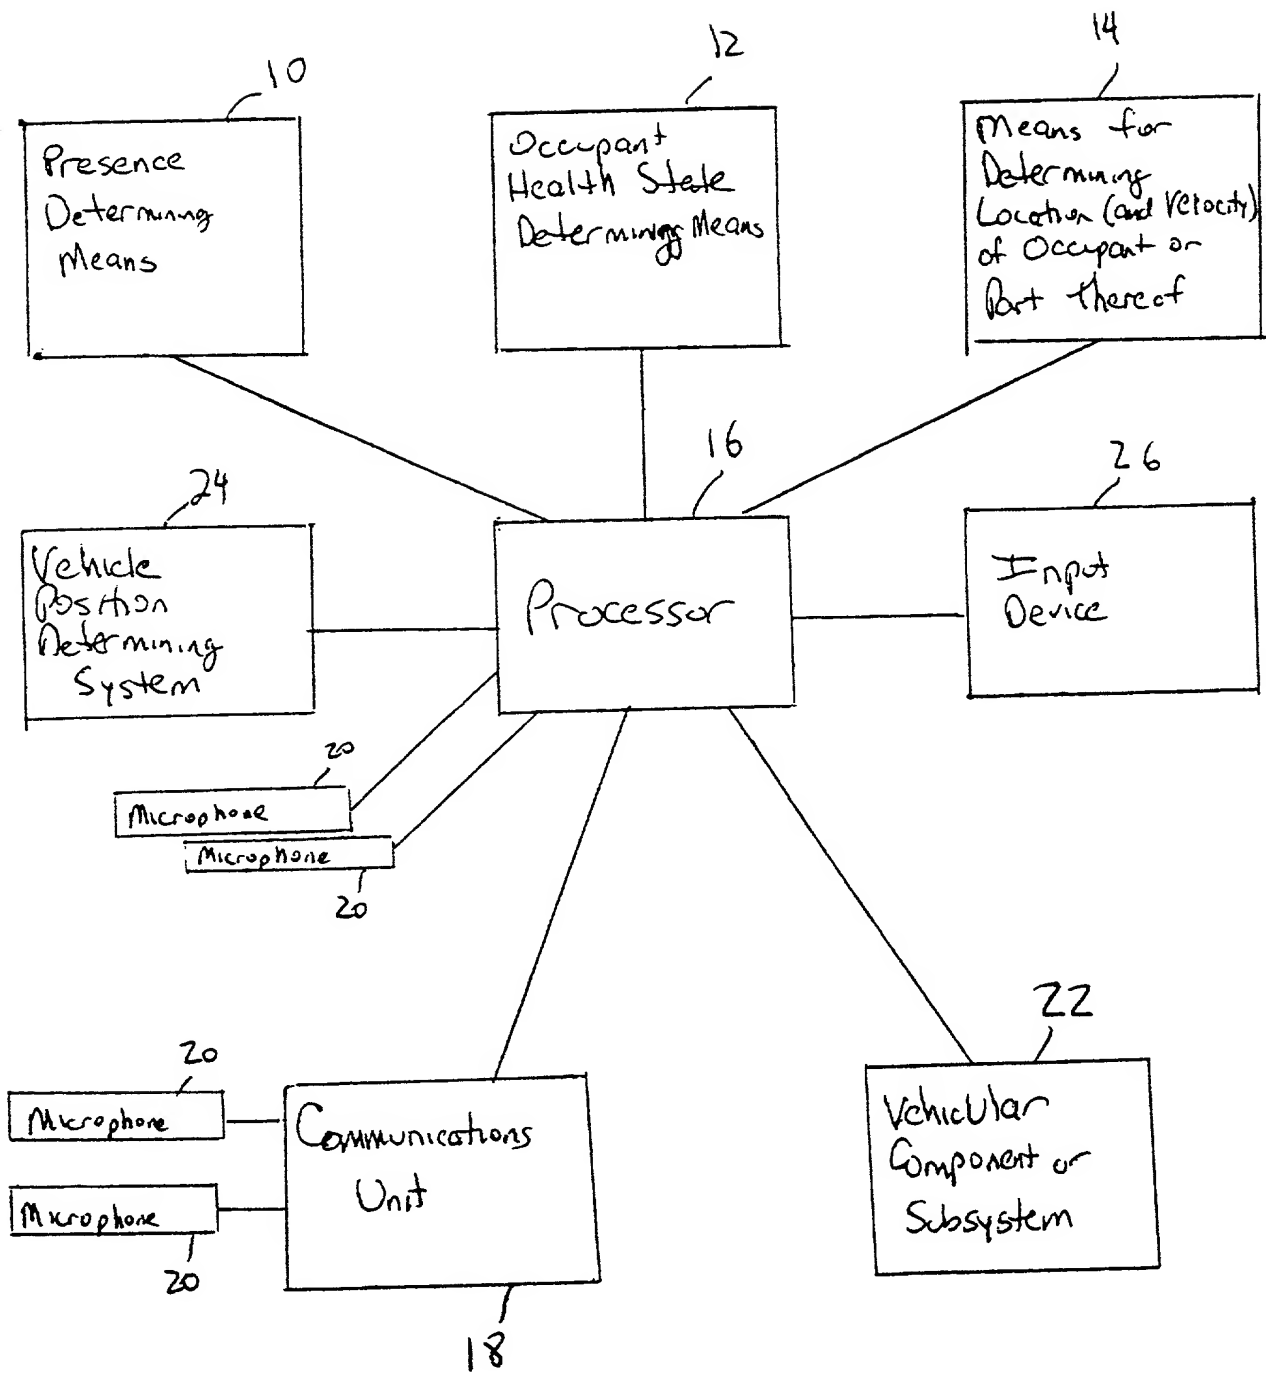 10
12
14
Presence
Determining
Means
Occupant
Health State
Determining Means
Means for
Determining
Location (and Velocity)
of Occupant or
Part thereof
24
16
26
Vehicle
Position
Determining
System
Processor
Input
Device
20
Microphone
Microphone
20
20
Microphone
Microphone
20
Communications
Unit
18
22
Vehicular
Component or
Subsystem